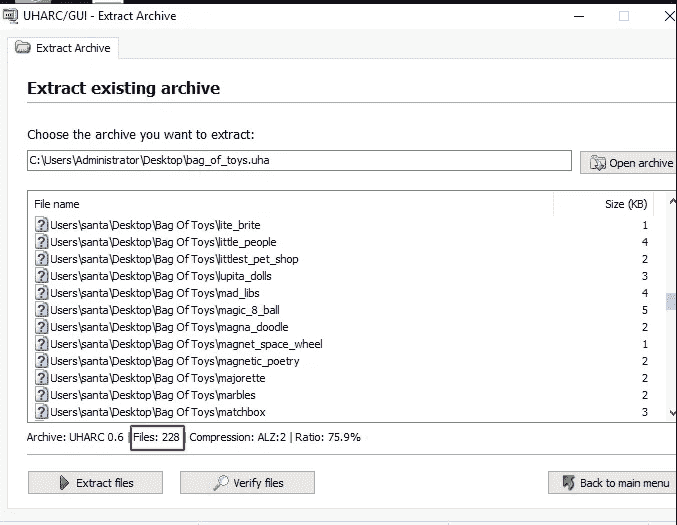 UHARC/GUI - Extract Archive
Extract Archive
Extract existing archive
Choose the archive you want to extract:
C:\Users\Administrator\Desktop\bag_of_toys.uha
Open archive
File name Size (KB)
Users\santa\Desktop\Bag Of Toys\lite_brite 1
Users\santa\Desktop\Bag Of Toys\little_people 4
Users\santa\Desktop\Bag Of Toys\littlest_pet_shop 2
Users\santa\Desktop\Bag Of Toys\lupita_dolls 3
Users\santa\Desktop\Bag Of Toys\mad_libs 4
Users\santa\Desktop\Bag Of Toys\magic_8_ball 5
Users\santa\Desktop\Bag Of Toys\magna_doodle 2
Users\santa\Desktop\Bag Of Toys\magnet_space_wheel 1
Users\santa\Desktop\Bag Of Toys\magnetic_poetry 2
Users\santa\Desktop\Bag Of Toys\majorette 2
Users\santa\Desktop\Bag Of Toys\marbles 2
Users\santa\Desktop\Bag Of Toys\matchbox 3
Archive: UHARC 0.6 | Files: 228 | Compression: ALZ:2 | Ratio: 75.9%
Extract files Verify files Back to main menu